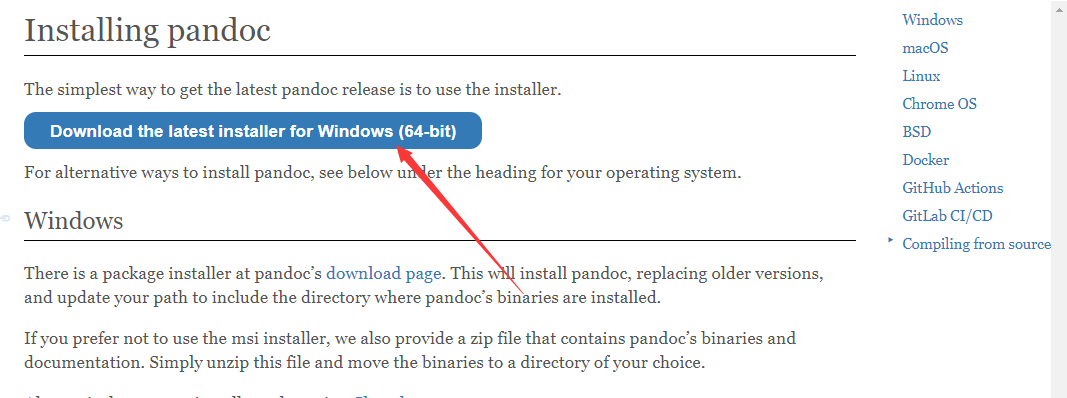 Installing pandoc
The simplest way to get the latest pandoc release is to use the installer.
Download the latest installer for Windows (64-bit)
For alternative ways to install pandoc, see below under the heading for your operating system.
Windows
There is a package installer at pandoc’s download page. This will install pandoc, replacing older versions,
and update your path to include the directory where pandoc’s binaries are installed.
If you prefer not to use the msi installer, we also provide a zip file that contains pandoc’s binaries and
documentation. Simply unzip this file and move the binaries to a directory of your choice.
Windows
macOS
Linux
Chrome OS
BSD
Docker
GitHub Actions
GitLab CI/CD
Compiling from source